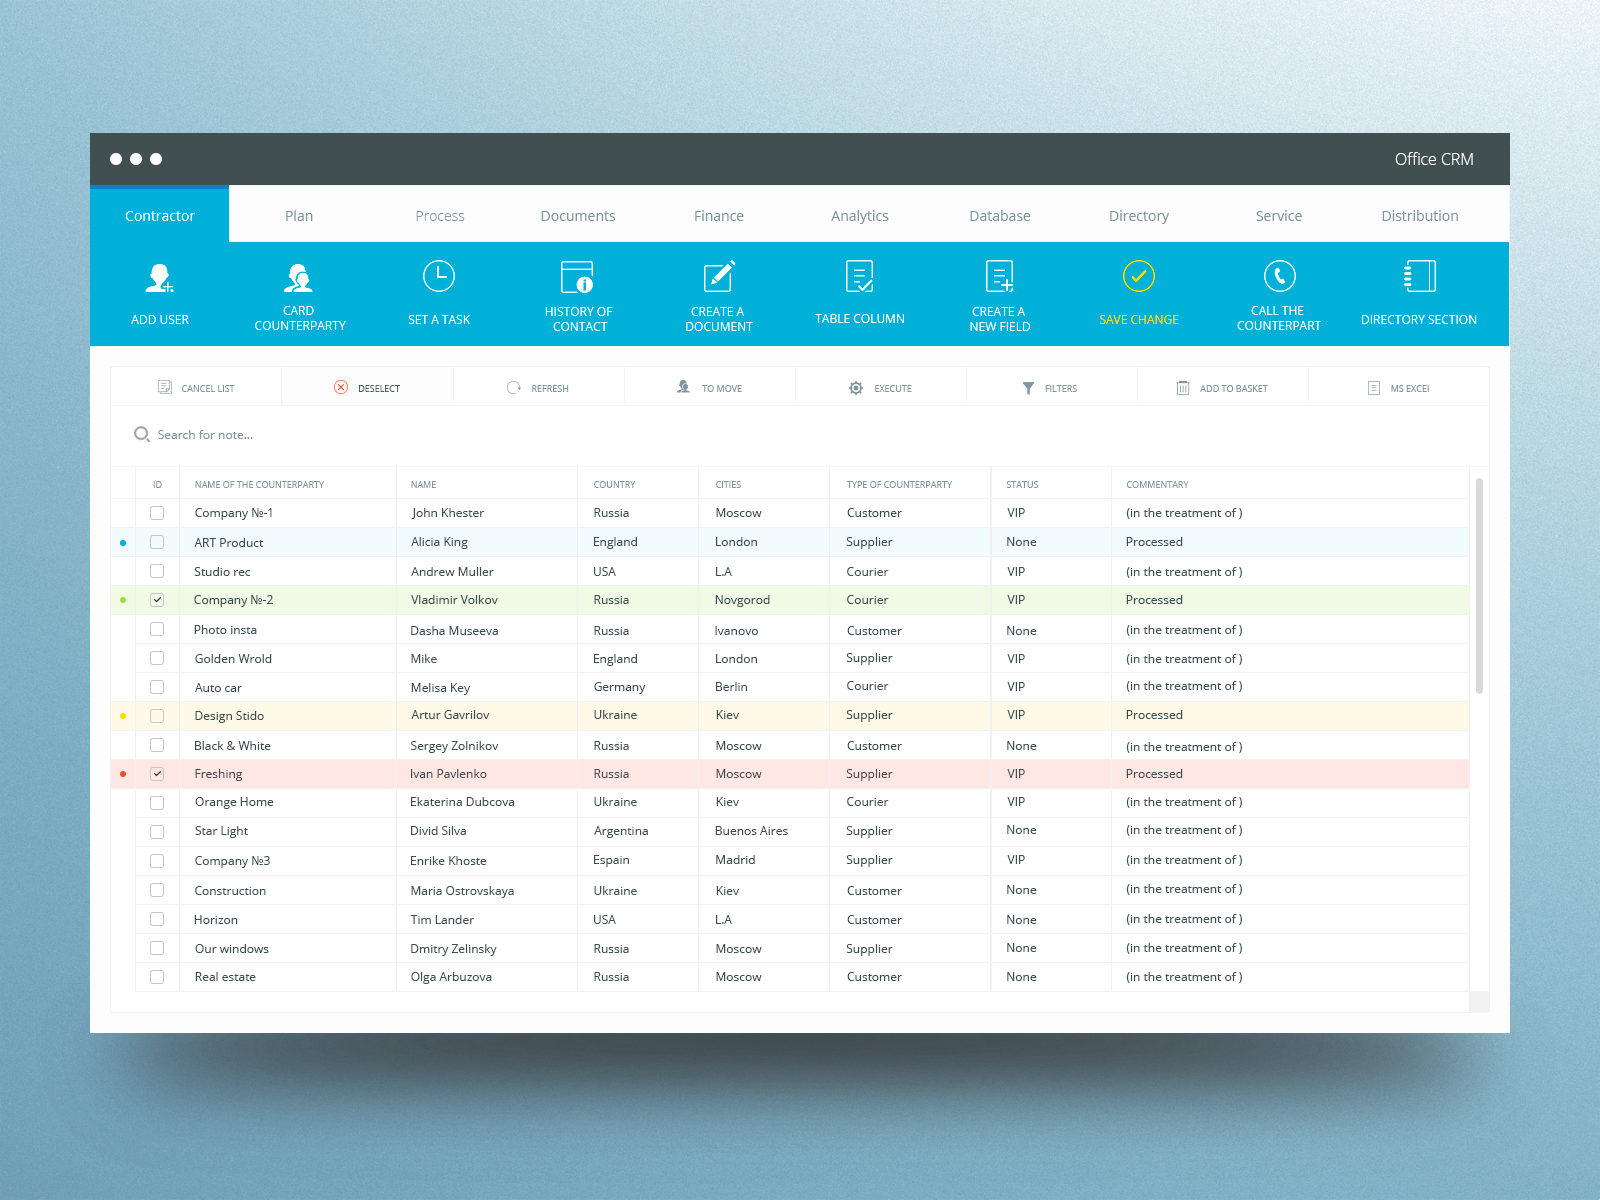 Office CRM
Contractor Plan Process Documents Finance Analytics Database Directory Service Distribution
ADD USER
CARD
COUNTERPARTY
SET A TASK
HISTORY OF
CONTACT
CREATE A
DOCUMENT
TABLE COLUMN
CREATE A
NEW FIELD
SAVE CHANGE
CALL THE
COUNTERPART
DIRECTORY SECTION
CANCEL LIST DESELECT REFRESH TO MOVE EXECUTE FILTERS ADD TO BASKET MS EXCEl
Search for note...
ID NAME OF THE COUNTERPARTY NAME COUNTRY CITIES TYPE OF COUNTERPARTY STATUS COMMENTARY
Company №-1 John Khester Russia Moscow Customer VIP (in the treatment of )
ART Product Alicia King England London Supplier None Processed
Studio rec Andrew Muller USA L.A Courier VIP (in the treatment of )
Company №-2 Vladimir Volkov Russia Novgorod Courier VIP Processed
Photo insta Dasha Museeva Russia Ivanovo Customer None (in the treatment of )
Golden Wrold Mike England London Supplier VIP (in the treatment of )
Auto car Melisa Key Germany Berlin Courier VIP (in the treatment of )
Design Stido Artur Gavrilov Ukraine Kiev Supplier VIP Processed
Black & White Sergey Zolnikov Russia Moscow Customer None (in the treatment of )
Freshing Ivan Pavlenko Russia Moscow Supplier VIP Processed
Orange Home Ekaterina Dubcova Ukraine Kiev Courier VIP (in the treatment of )
Star Light Divid Silva Argentina Buenos Aires Supplier None (in the treatment of )
Company №3 Enrike Khoste Espain Madrid Supplier VIP (in the treatment of )
Construction Maria Ostrovskaya Ukraine Kiev Customer None (in the treatment of )
Horizon Tim Lander USA L.A Customer None (in the treatment of )
Our windows Dmitry Zelinsky Russia Moscow Supplier None (in the treatment of )
Real estate Olga Arbuzova Russia Moscow Customer None (in the treatment of )